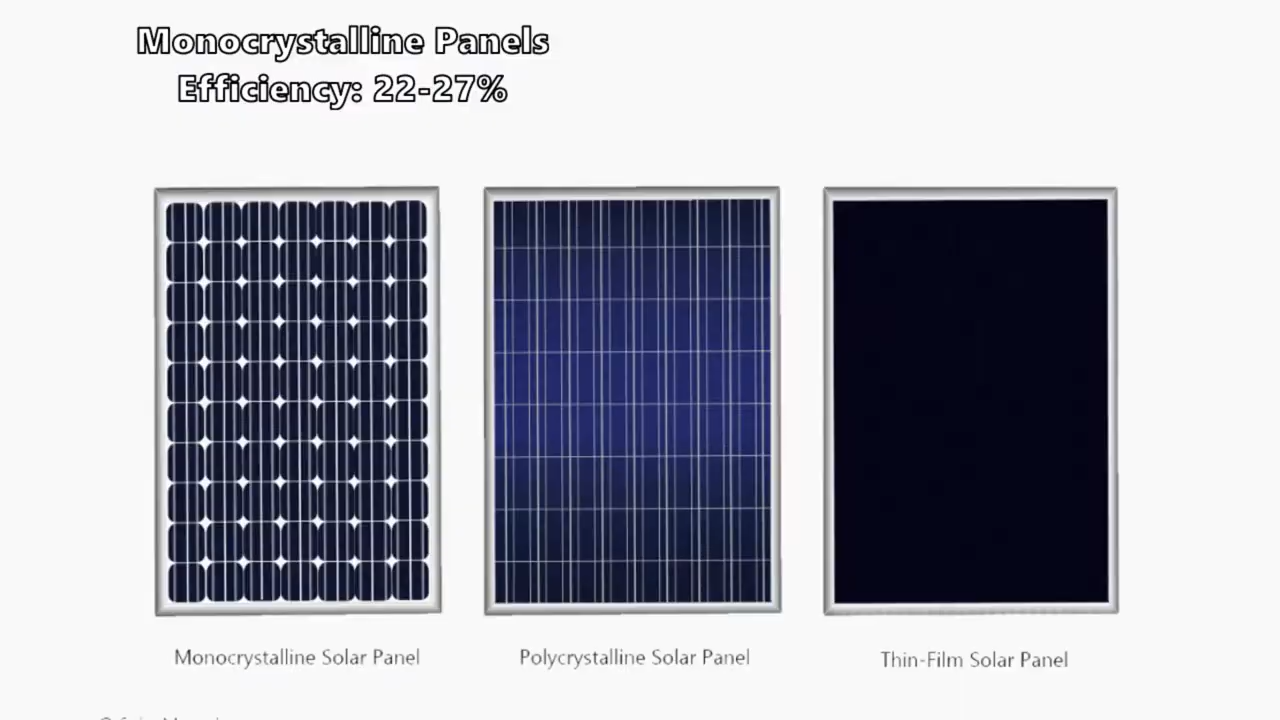 Monocrystalline Panels
Efficiency: 22-27%
Monocrystalline Solar Panel
Polycrystalline Solar Panel
Thin-Film Solar Panel